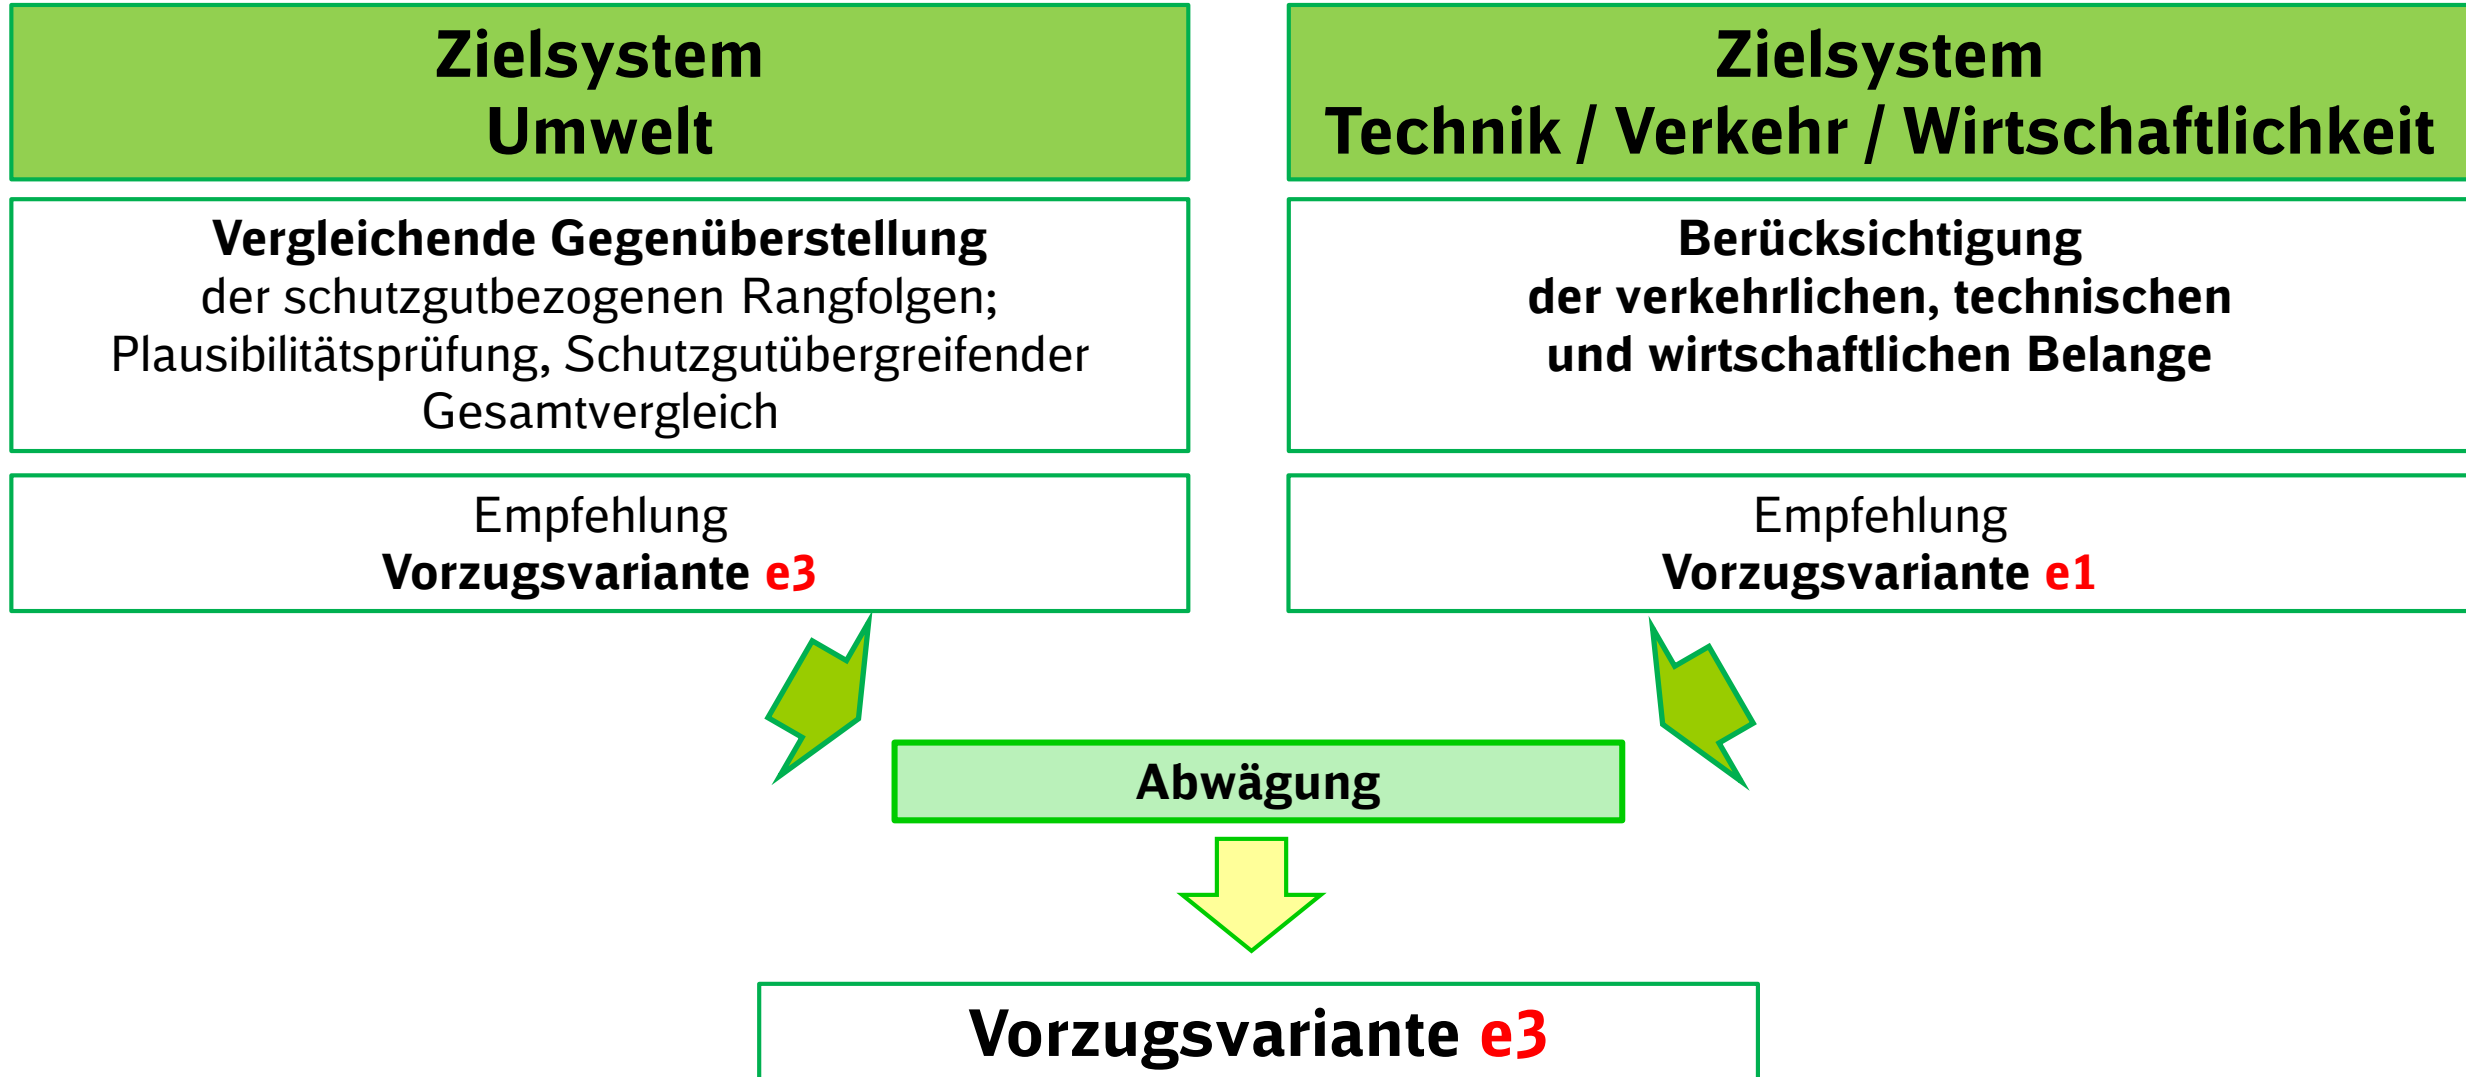 Zielsystem
Umwelt
Vergleichende Gegenüberstellung
der schutzgutbezogenen Rangfolgen;
Plausibilitätsprüfung, Schutzgutübergreifender
Gesamtvergleich
Empfehlung
Vorzugsvariante e3
Zielsystem
Technik / Verkehr / Wirtschaftlichkeit
Berücksichtigung
der verkehrlichen, technischen
und wirtschaftlichen Belange
Empfehlung
Vorzugsvariante e1
Abwägung
Vorzugsvariante e3